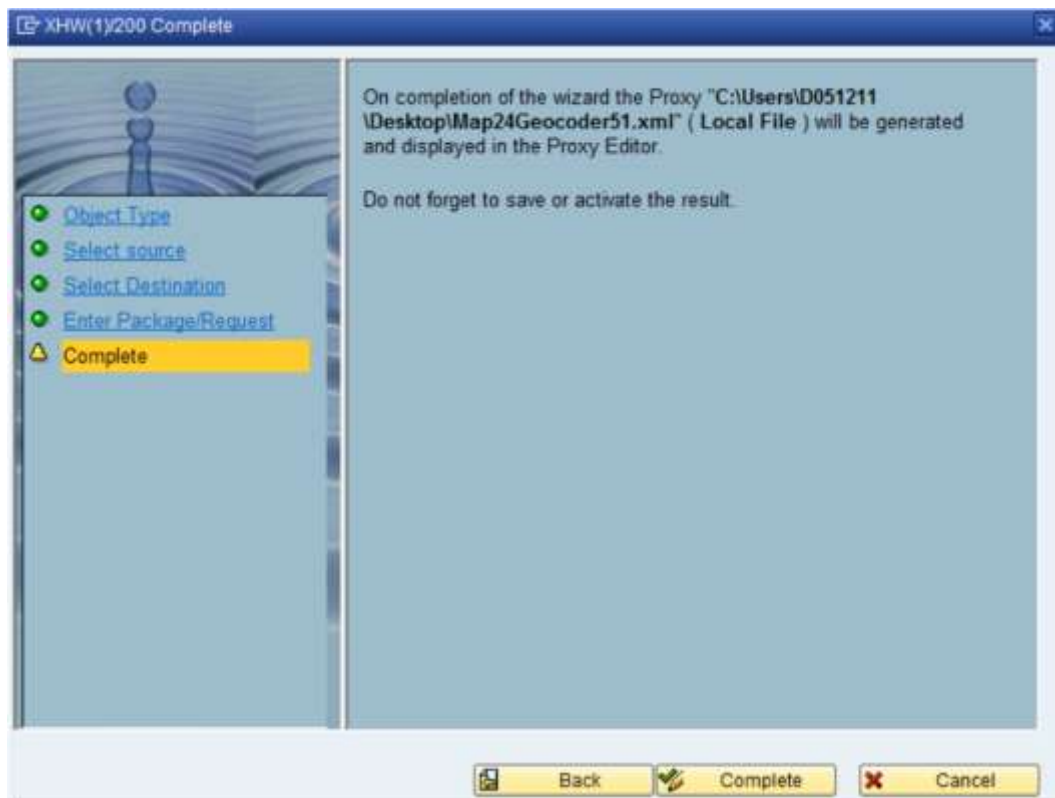 XHW(1)/200 Complete
On completion of the wizard the Proxy "C:\Users\D051211
\Desktop\Map24Geocoder51.xml" ( Local File ) will be generated
and displayed in the Proxy Editor.
Do not forget to save or activate the result.
Object Type
Select source
Select Destination
Enter Package/Request
Complete
Back
Complete
Cancel